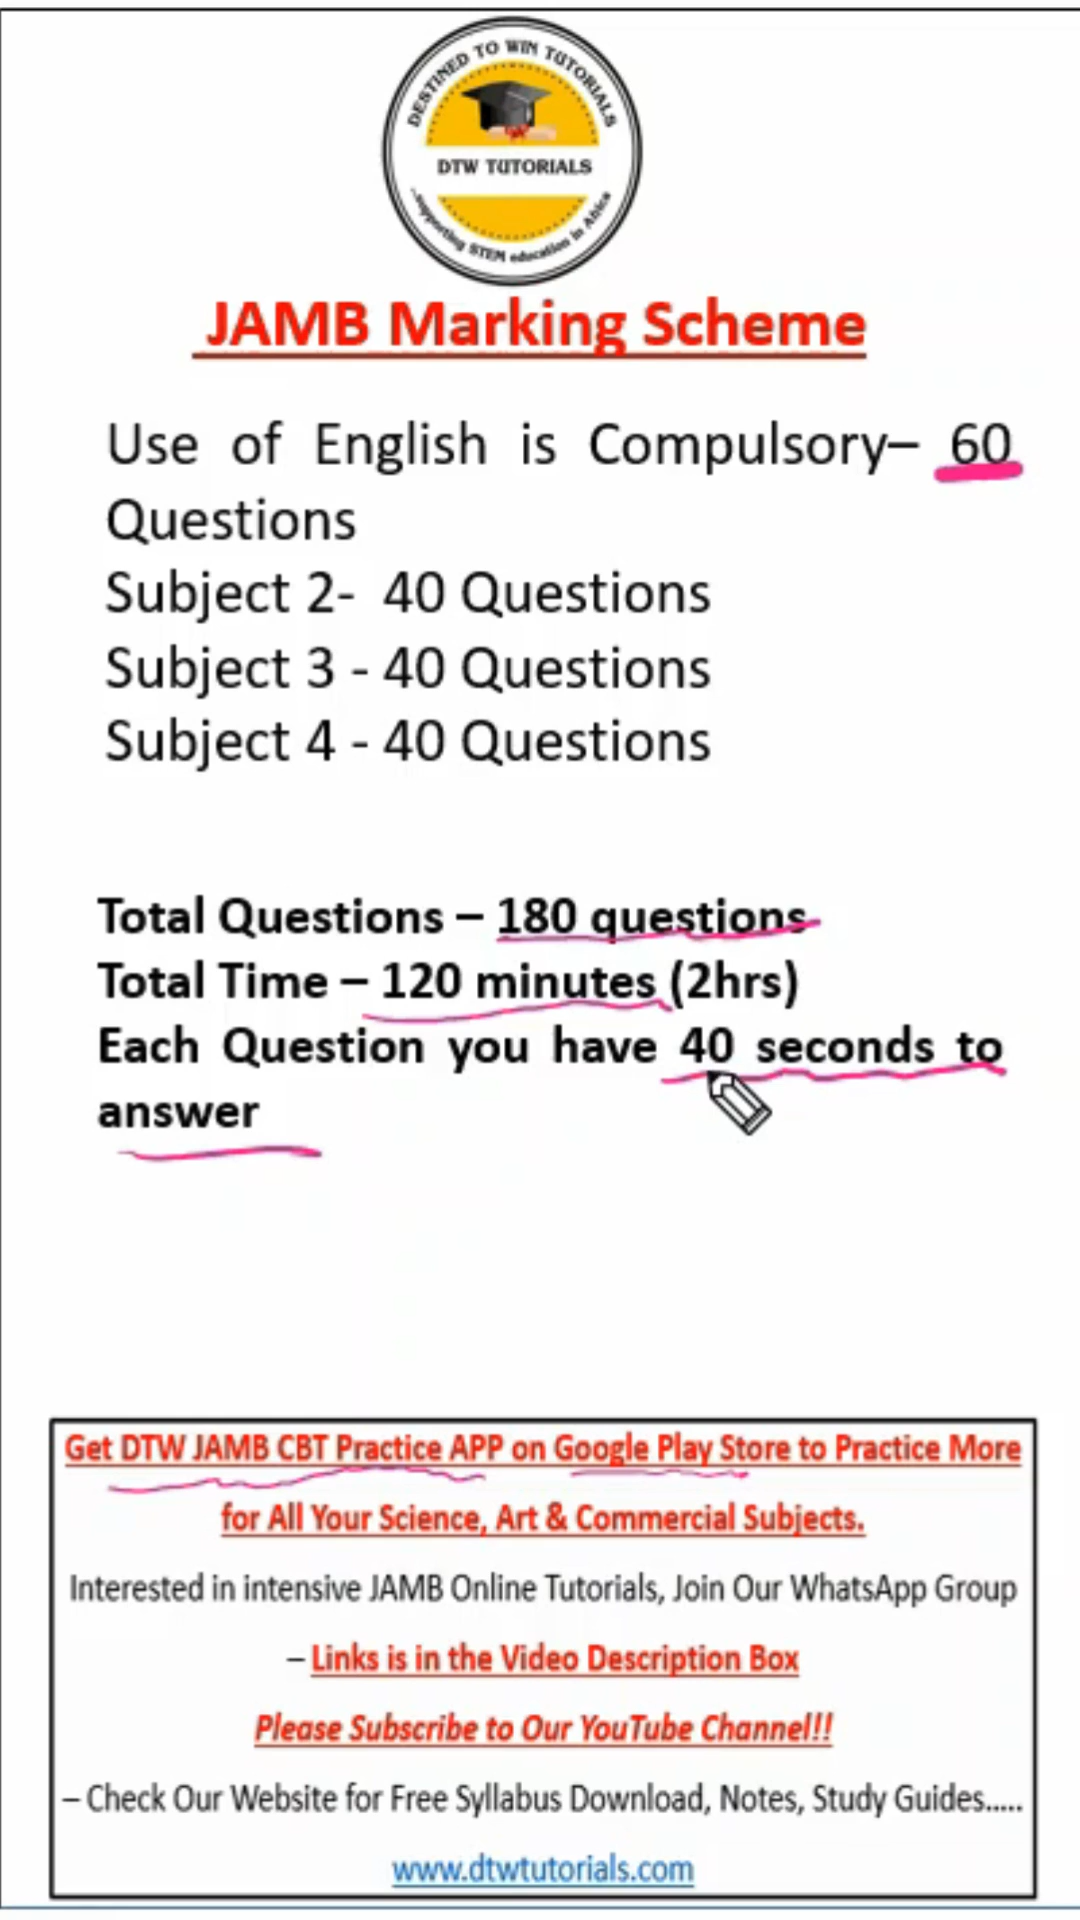 DESTINED TO WIN TUTORIALS
DTW TUTORIALS
...supporting STEM education in Africa
JAMB Marking Scheme
Use of English is Compulsory– 60
Questions
Subject 2- 40 Questions
Subject 3 - 40 Questions
Subject 4 - 40 Questions
Total Questions – 180 questions
Total Time – 120 minutes (2hrs)
Each Question you have 40 seconds to
answer
Get DTW JAMB CBT Practice APP on Google Play Store to Practice More
for All Your Science, Art & Commercial Subjects.
Interested in intensive JAMB Online Tutorials, Join Our WhatsApp Group
– Links is in the Video Description Box
Please Subscribe to Our YouTube Channel!!
– Check Our Website for Free Syllabus Download, Notes, Study Guides.....
www.dtwtutorials.com